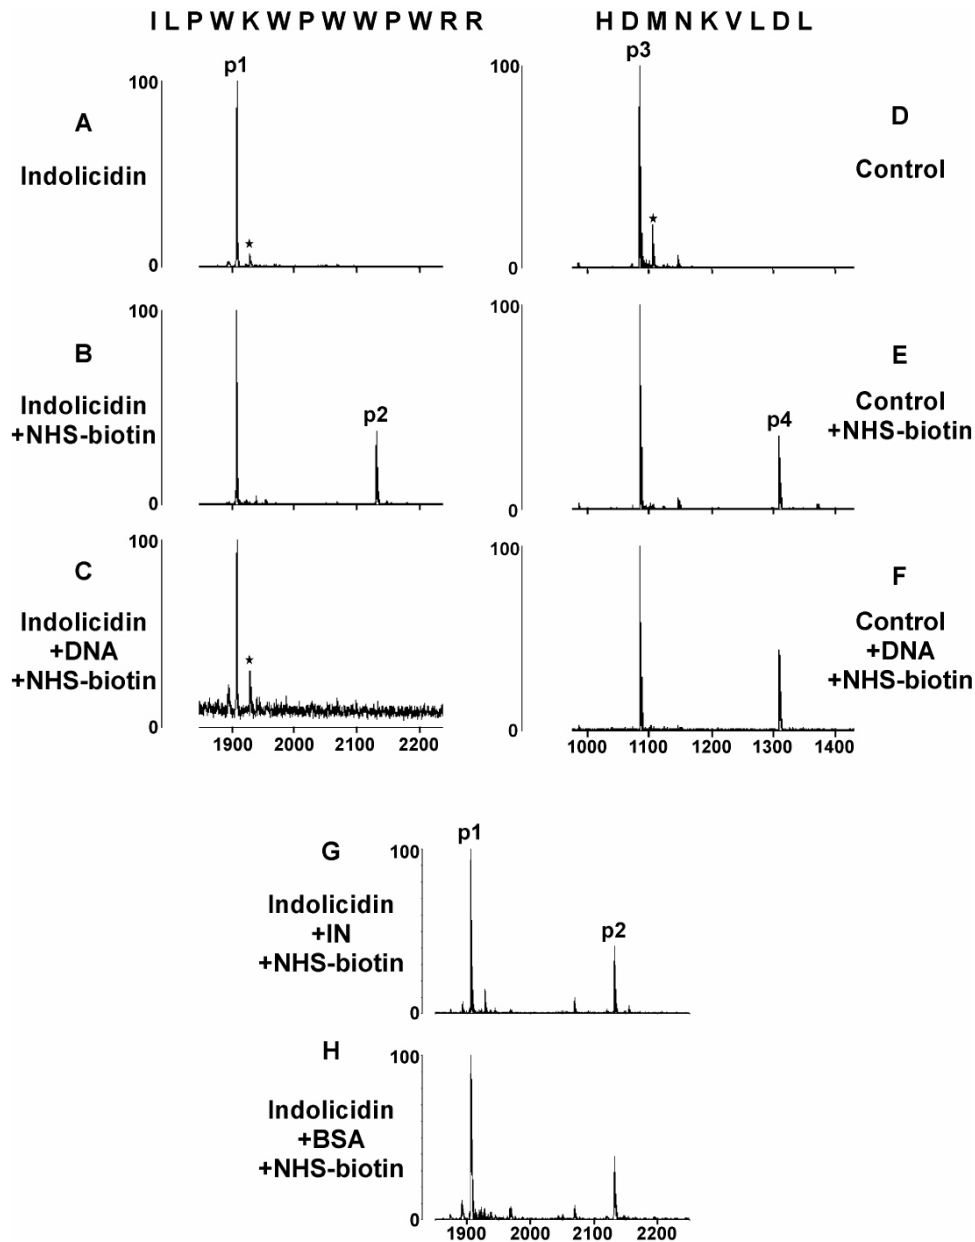 I L P W K W P W W P W R R
H D M N K V L D L
p1
100
A
Indolicidin
★
0
p3
100
D
Control
★
0
100
B
Indolicidin
+NHS-biotin
p2
0
100
E
Control
+NHS-biotin
p4
0
100
C
Indolicidin
+DNA
+NHS-biotin
★
0
1900 2000 2100 2200
100
F
Control
+DNA
+NHS-biotin
0
1000 1100 1200 1300 1400
p1
100
G
Indolicidin
+IN
+NHS-biotin
p2
0
100
H
Indolicidin
+BSA
+NHS-biotin
0
1900 2000 2100 2200